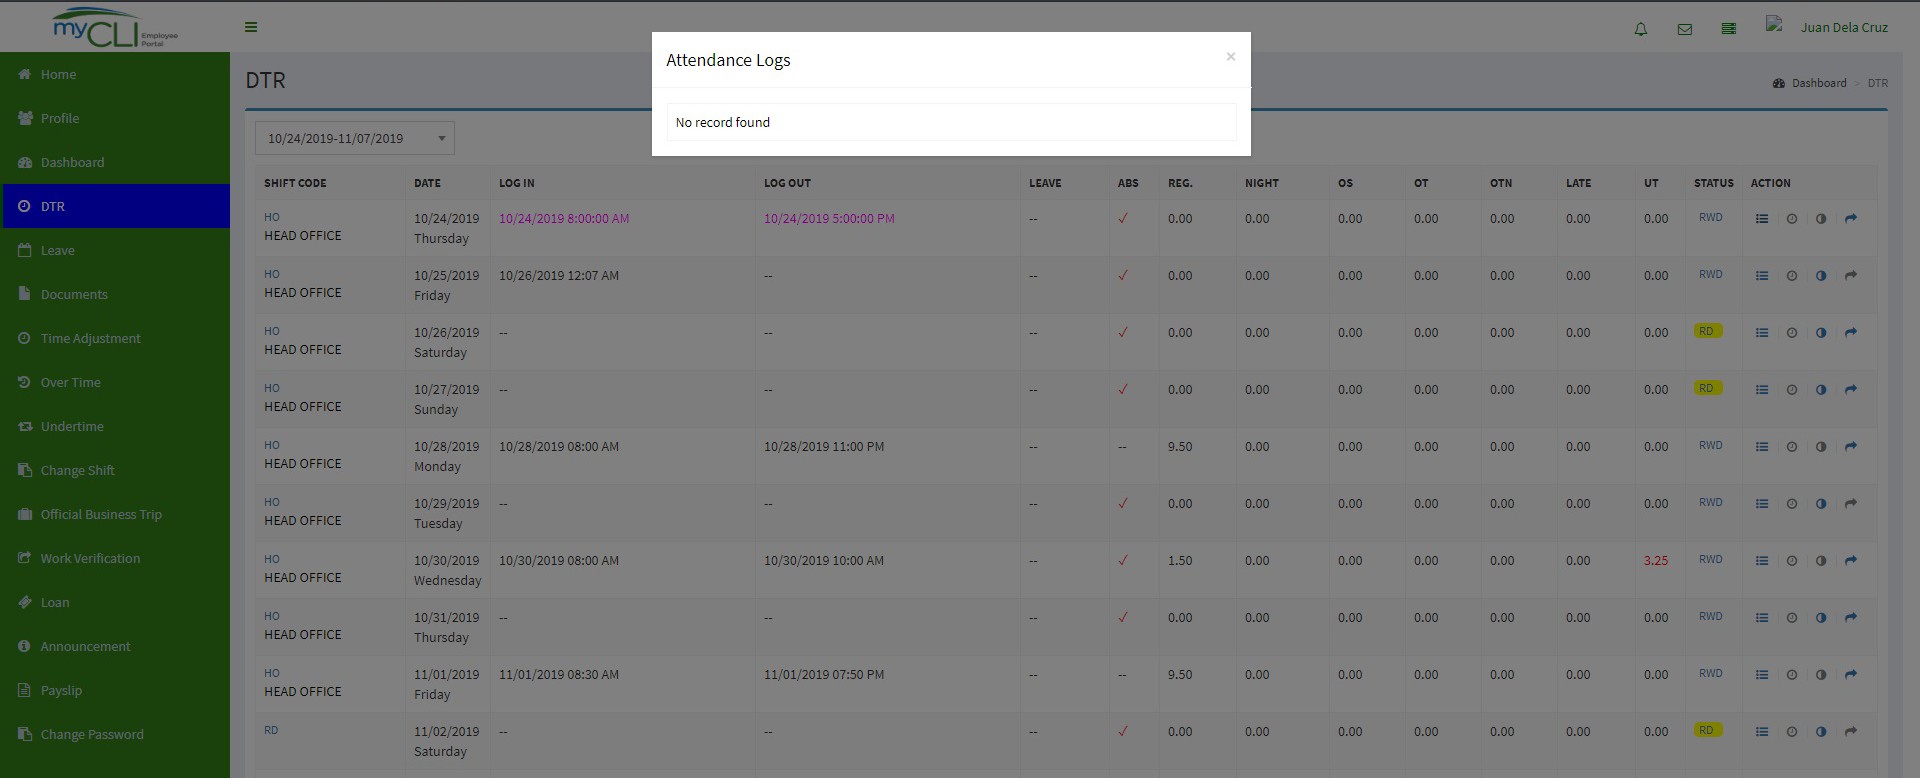 myCLI Employee Portal
Juan Dela Cruz
Home
Profile
Dashboard
DTR
Leave
Documents
Time Adjustment
Over Time
Undertime
Change Shift
Official Business Trip
Work Verification
Loan
Announcement
Payslip
Change Password
DTR
Dashboard > DTR
Attendance Logs ×
No record found
10/24/2019-11/07/2019
SHIFT CODE DATE LOG IN LOG OUT LEAVE ABS REG. NIGHT OS OT OTN LATE UT STATUS ACTION
HO 10/24/2019 10/24/2019 8:00:00 AM 10/24/2019 5:00:00 PM -- ✓ 0.00 0.00 0.00 0.00 0.00 0.00 0.00 RWD
HEAD OFFICE Thursday
HO 10/25/2019 10/26/2019 12:07 AM -- -- ✓ 0.00 0.00 0.00 0.00 0.00 0.00 0.00 RWD
HEAD OFFICE Friday
HO 10/26/2019 -- -- -- ✓ 0.00 0.00 0.00 0.00 0.00 0.00 0.00 RD
HEAD OFFICE Saturday
HO 10/27/2019 -- -- -- ✓ 0.00 0.00 0.00 0.00 0.00 0.00 0.00 RD
HEAD OFFICE Sunday
HO 10/28/2019 10/28/2019 08:00 AM 10/28/2019 11:00 PM -- -- 9.50 0.00 0.00 0.00 0.00 0.00 0.00 RWD
HEAD OFFICE Monday
HO 10/29/2019 -- -- -- ✓ 0.00 0.00 0.00 0.00 0.00 0.00 0.00 RWD
HEAD OFFICE Tuesday
HO 10/30/2019 10/30/2019 08:00 AM 10/30/2019 10:00 AM -- ✓ 1.50 0.00 0.00 0.00 0.00 0.00 3.25 RWD
HEAD OFFICE Wednesday
HO 10/31/2019 -- -- -- ✓ 0.00 0.00 0.00 0.00 0.00 0.00 0.00 RWD
HEAD OFFICE Thursday
HO 11/01/2019 11/01/2019 08:30 AM 11/01/2019 07:50 PM -- -- 9.50 0.00 0.00 0.00 0.00 0.00 0.00 RWD
HEAD OFFICE Friday
RD 11/02/2019 -- -- -- ✓ 0.00 0.00 0.00 0.00 0.00 0.00 0.00 RD
Saturday